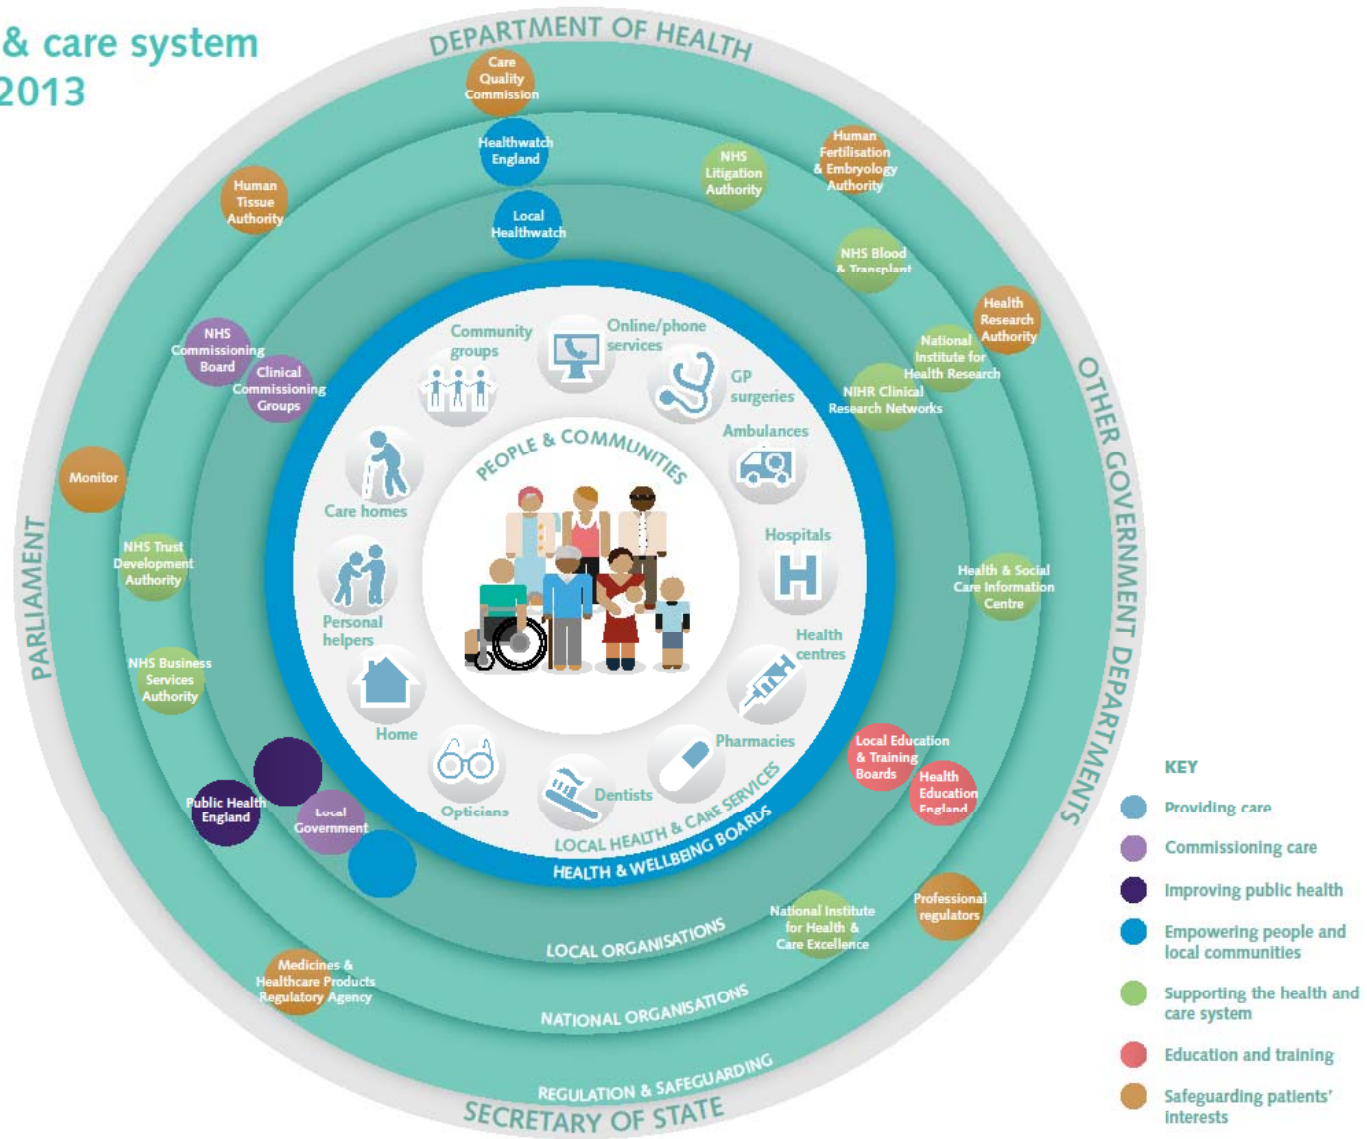 & care system
2013
DEPARTMENT OF HEALTH
Care
Quality
Commission
Healthwatch
England
Local
Healthwatch
NHS
Litigation
Authority
Human
Fertilisation
& Embryology
Authority
Human
Tissue
Authority
NHS Blood
& Transplant
Health
Research
Authority
National
Institute for
Health Research
NIHR Clinical
Research Networks
NHS
Commissioning
Board
Clinical
Commissioning
Groups
Monitor
NHS Trust
Development
Authority
NHS Business
Services
Authority
Public Health
England
Local
Government
Medicines &
Healthcare Products
Regulatory Agency
PARLIAMENT
OTHER GOVERNMENT DEPARTMENTS
Health & Social
Care Information
Centre
Local Education
& Training
Boards
Health
Education
England
Professional
regulators
National Institute
for Health &
Care Excellence
Community
groups
Online/phone
services
GP
surgeries
Ambulances
Hospitals
H
Health
centres
Pharmacies
Dentists
Opticians
Home
Personal
helpers
Care homes
PEOPLE & COMMUNITIES
LOCAL HEALTH & CARE SERVICES
HEALTH & WELLBEING BOARDS
LOCAL ORGANISATIONS
NATIONAL ORGANISATIONS
REGULATION & SAFEGUARDING
SECRETARY OF STATE
KEY
Providing care
Commissioning care
Improving public health
Empowering people and
local communities
Supporting the health and
care system
Education and training
Safeguarding patients'
interests